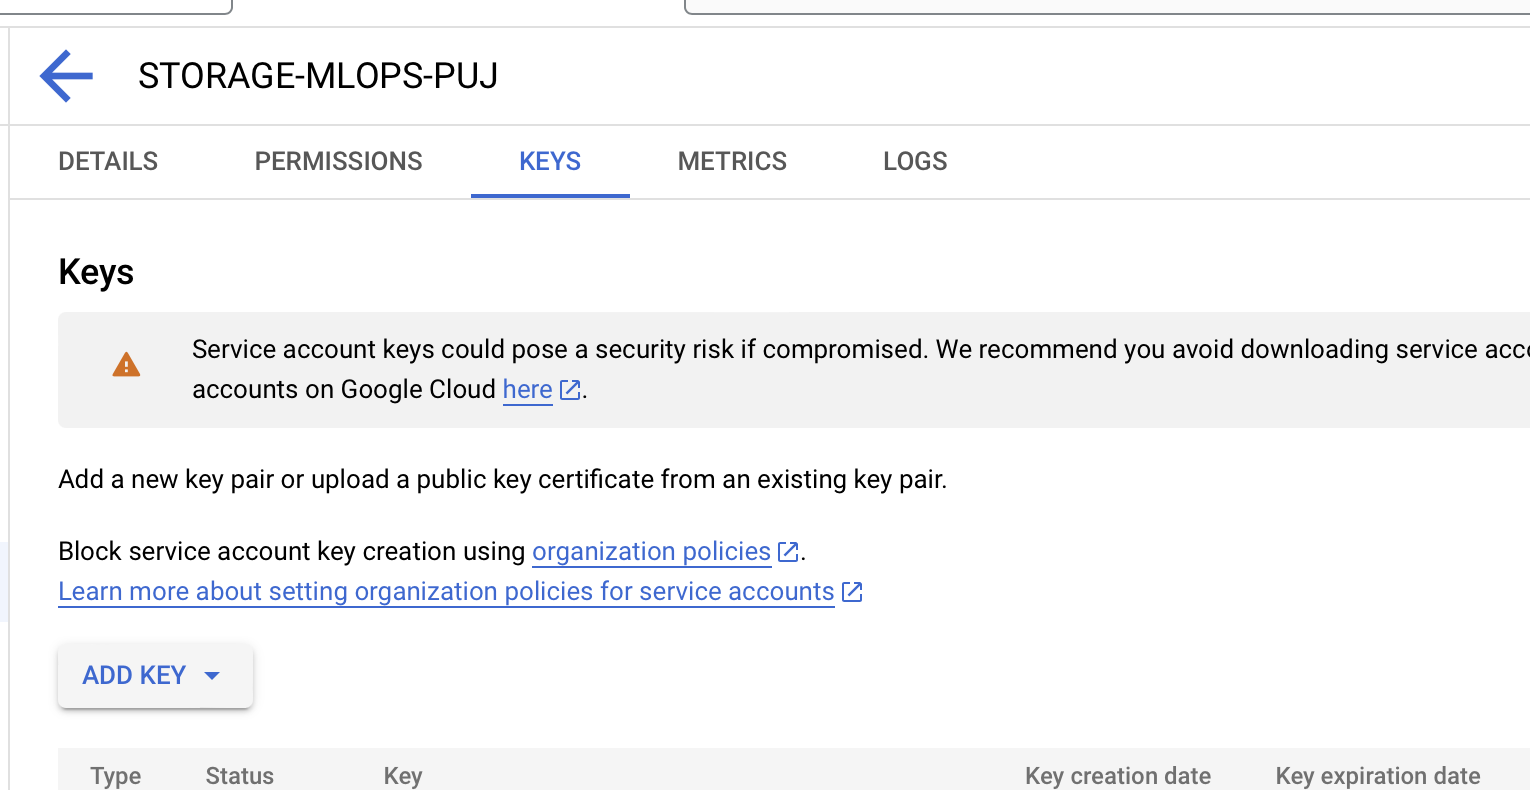 STORAGE-MLOPS-PUJ
DETAILS PERMISSIONS KEYS METRICS LOGS
Keys
Service account keys could pose a security risk if compromised. We recommend you avoid downloading service
accounts on Google Cloud here.
Add a new key pair or upload a public key certificate from an existing key pair.
Block service account key creation using organization policies.
Learn more about setting organization policies for service accounts
ADD KEY
Type Status Key Key creation date Key expiration date